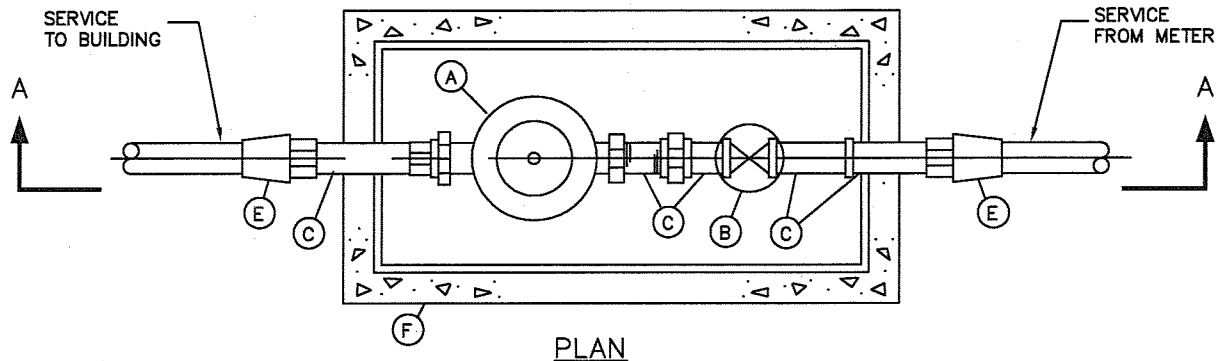 SERVICE
TO BUILDING
SERVICE
FROM METER
A
A
A
E
C
C
B
C
E
F
PLAN